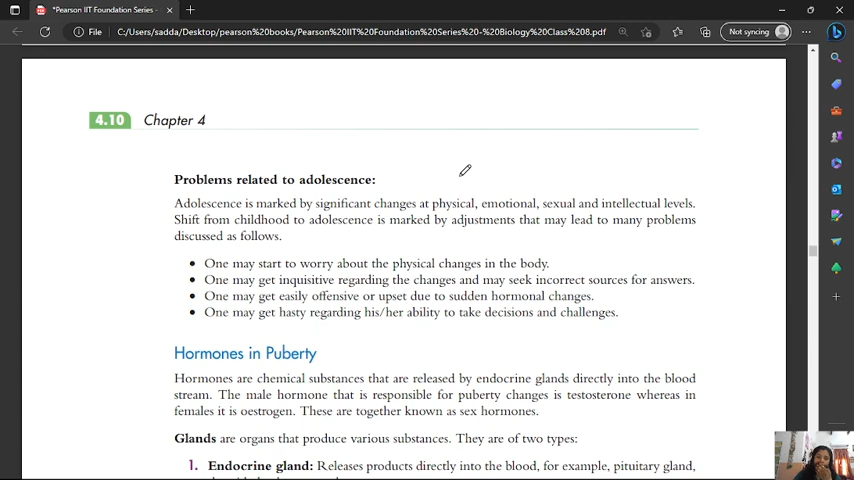 *Pearson IIT Foundation Series -
File
C:/Users/sadda/Desktop/pearson%20books/Pearson%20IIT%20Foundation%20Series%20-%20Biology%20Class%208.pdf
Not syncing
4.10 Chapter 4
Problems related to adolescence:
Adolescence is marked by significant changes at physical, emotional, sexual and intellectual levels.
Shift from childhood to adolescence is marked by adjustments that may lead to many problems
discussed as follows.
• One may start to worry about the physical changes in the body.
• One may get inquisitive regarding the changes and may seek incorrect sources for answers.
• One may get easily offensive or upset due to sudden hormonal changes.
• One may get hasty regarding his/her ability to take decisions and challenges.
Hormones in Puberty
Hormones are chemical substances that are released by endocrine glands directly into the blood
stream. The male hormone that is responsible for puberty changes is testosterone whereas in
females it is oestrogen. These are together known as sex hormones.
Glands are organs that produce various substances. They are of two types:
1. Endocrine gland: Releases products directly into the blood, for example, pituitary gland,